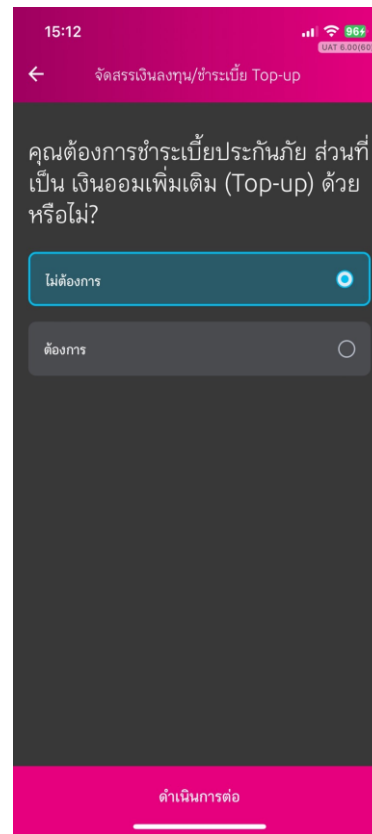 15:12
96
UAT 6.00(60)
จัดสรรเงินลงทุน/ชำระเบี้ย Top-up
คุณต้องการชำระเบี้ยประกันภัย ส่วนที่
เป็น เงินออมเพิ่มเติม (Top-up) ด้วย
หรือไม่?
ไม่ต้องการ
ต้องการ
ดำเนินการต่อ